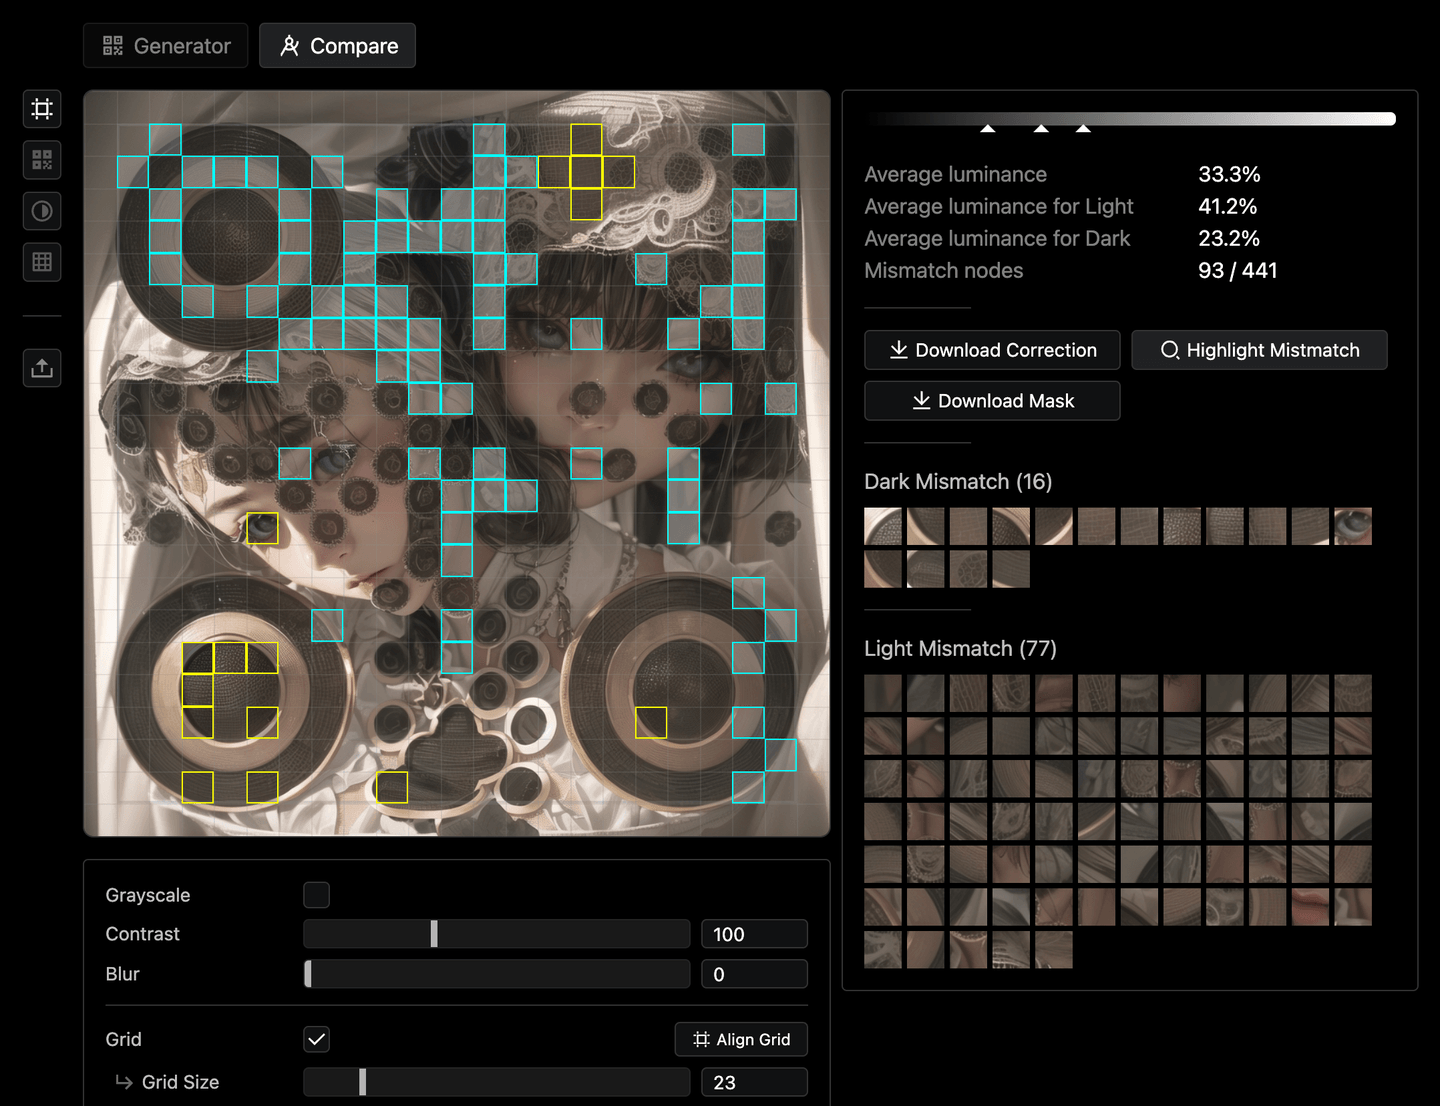 Generator
Compare
Average luminance 33.3%
Average luminance for Light 41.2%
Average luminance for Dark 23.2%
Mismatch nodes 93 / 441
Download Correction
Highlight Mistmatch
Download Mask
Dark Mismatch (16)
Light Mismatch (77)
Grayscale
Contrast 100
Blur 0
Grid
Align Grid
Grid Size 23